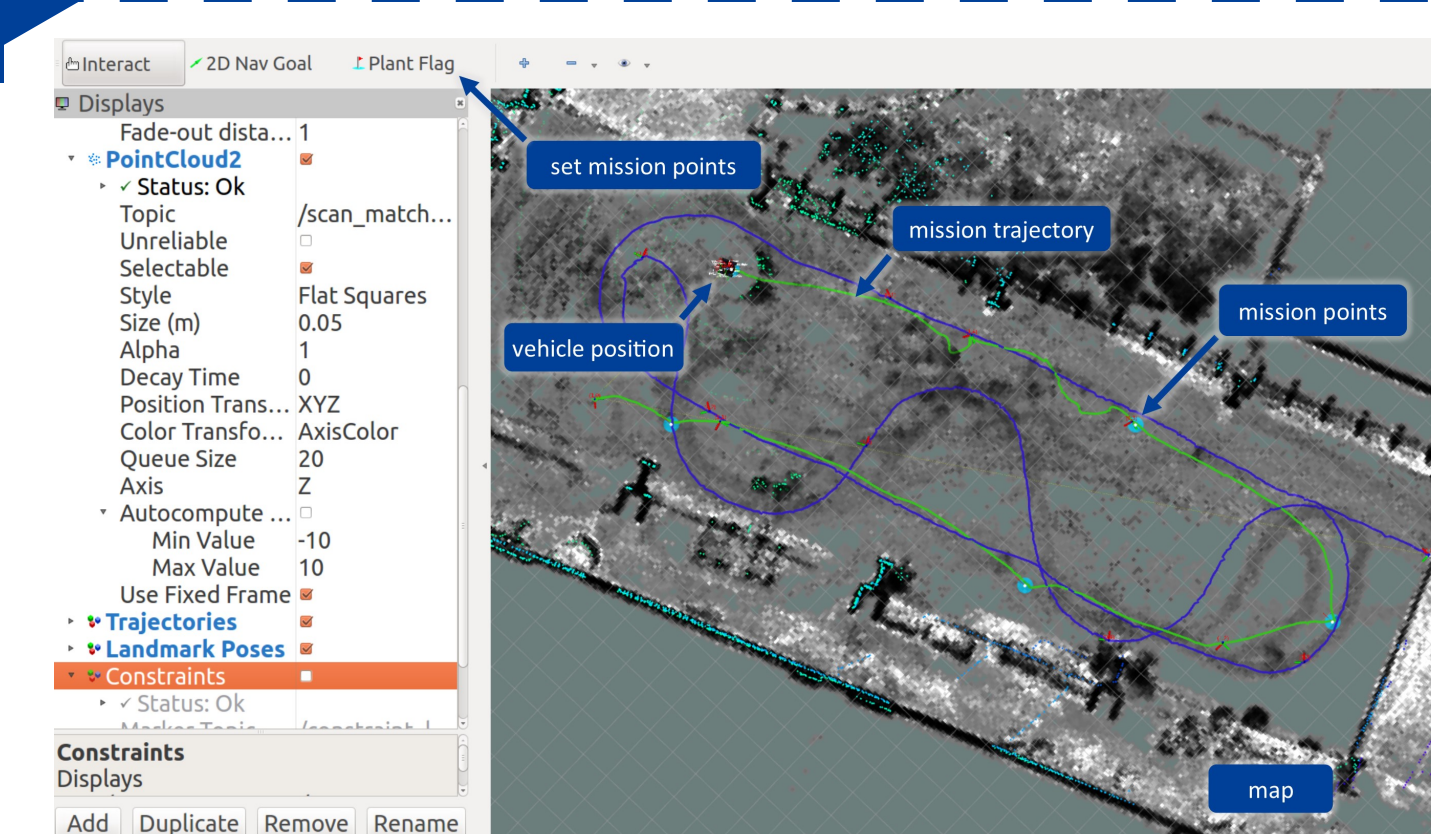 Interact 2D Nav Goal Plant Flag
Displays
Fade-out dista... 1
PointCloud2
Status: Ok
Topic /scan_match...
Unreliable
Selectable
Style Flat Squares
Size (m) 0.05
Alpha 1
Decay Time 0
Position Trans... XYZ
Color Transfo... AxisColor
Queue Size 20
Axis Z
Autocompute ...
Min Value -10
Max Value 10
Use Fixed Frame
Trajectories
Landmark Poses
Constraints
Status: Ok
Marker Topic
Constraints
Displays
Add Duplicate Remove Rename
set mission points
mission trajectory
mission points
vehicle position
map